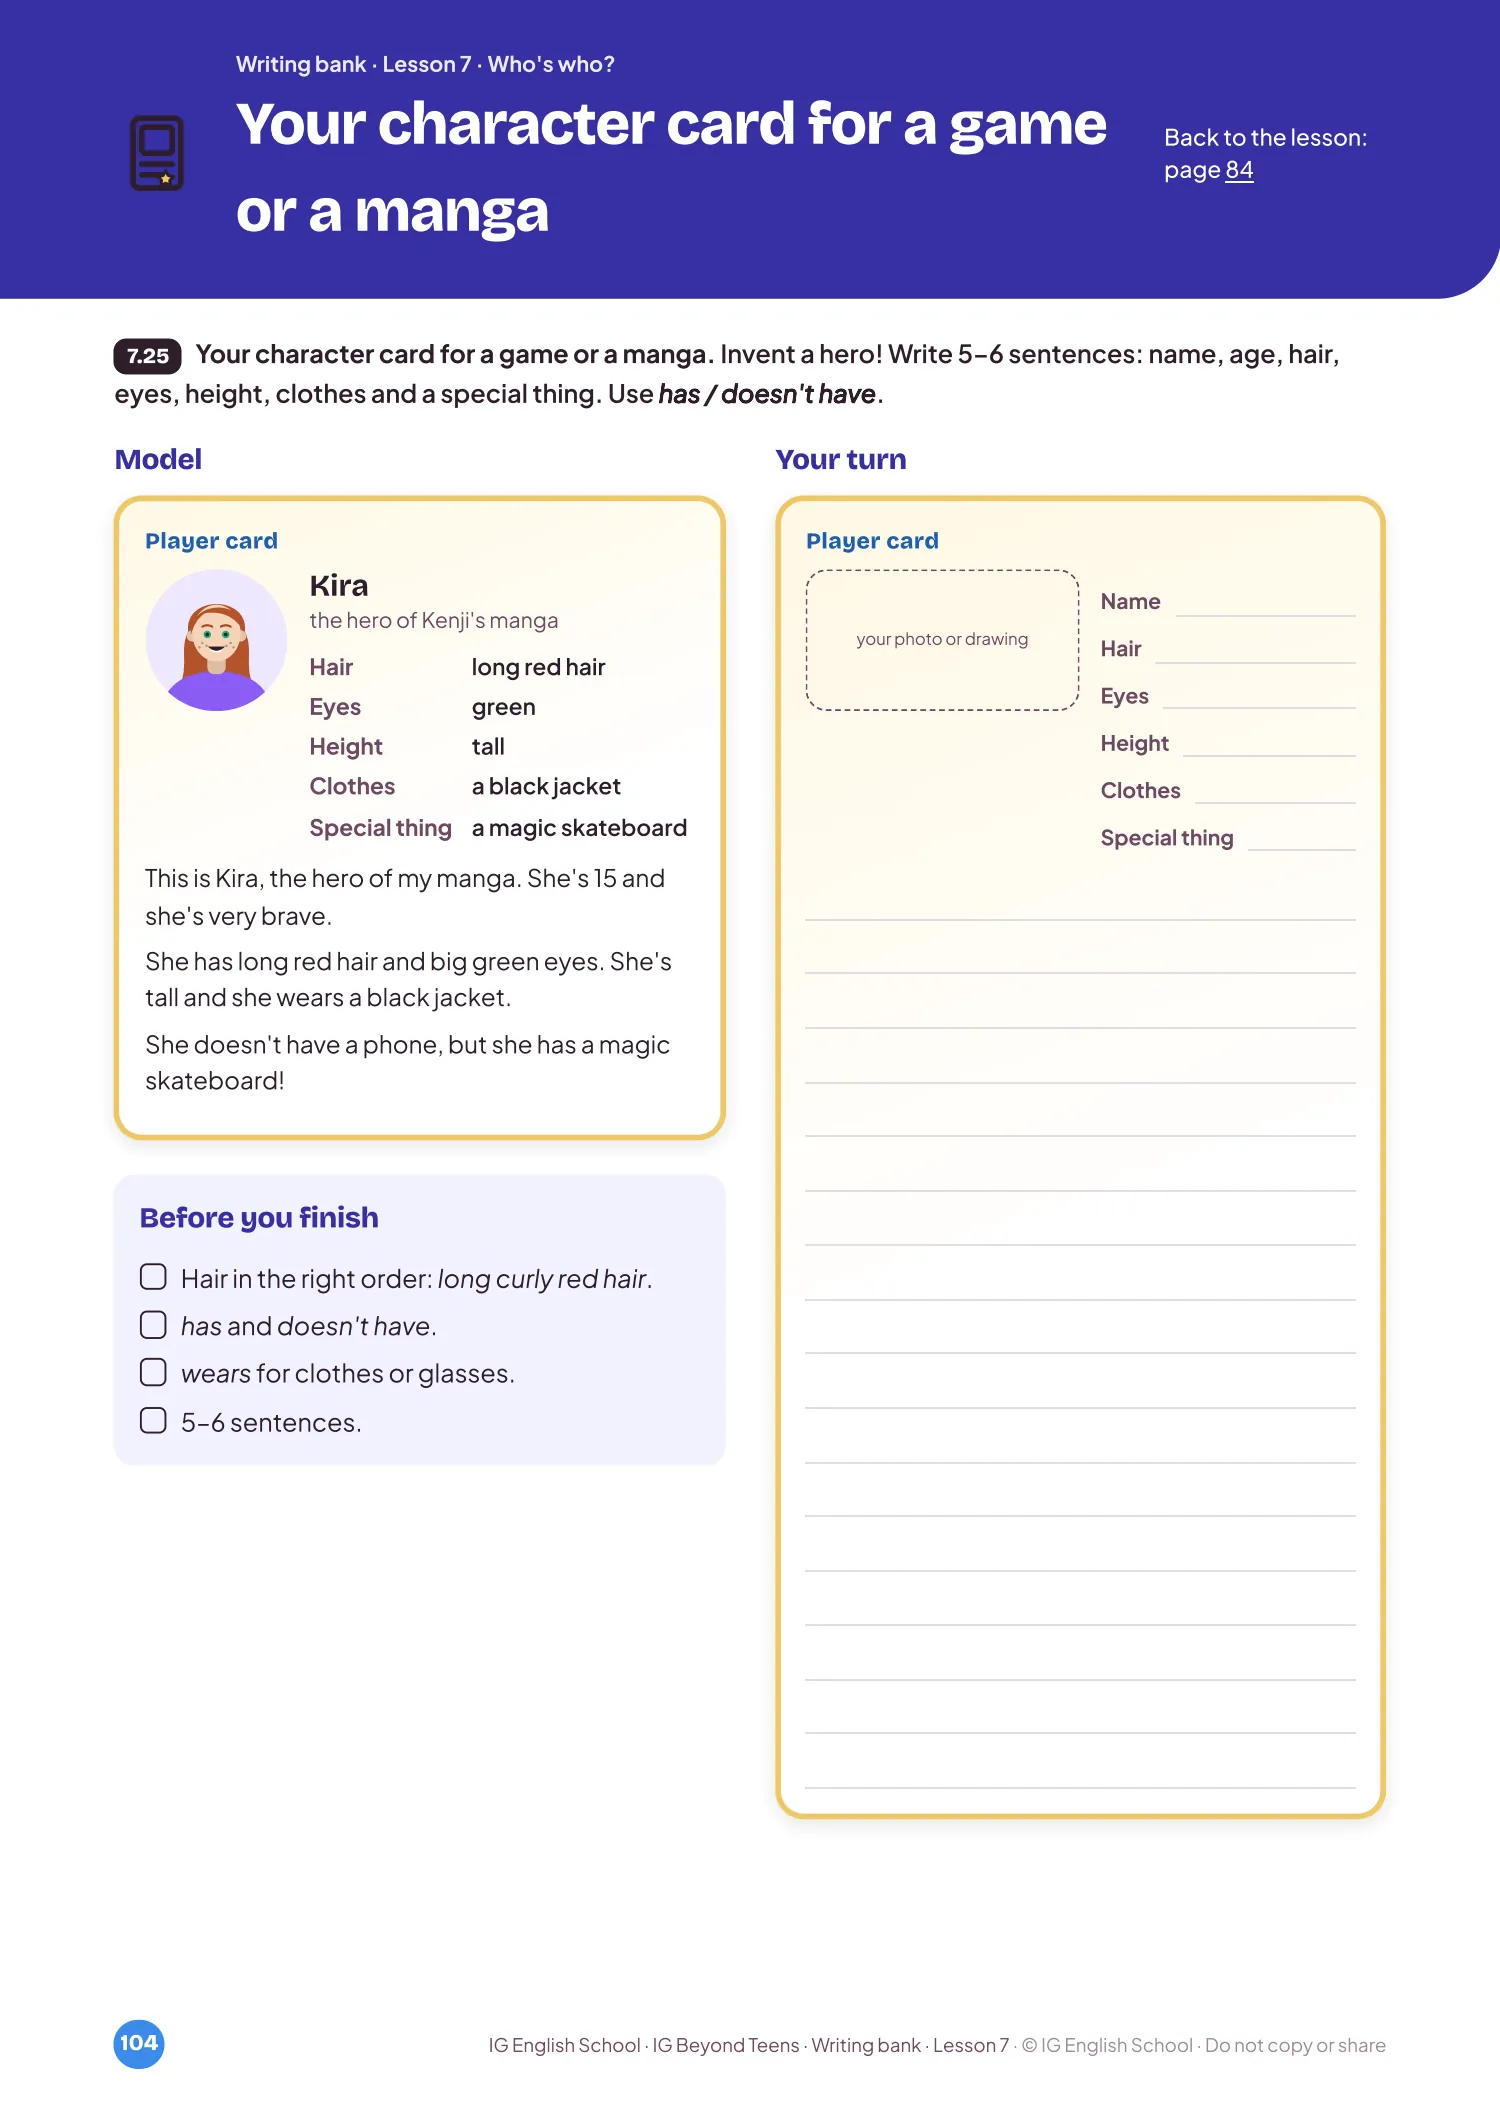 Writing bank · Lesson 7 · Who's who?
Your character card for a game
or a manga
Back to the lesson:
page 84
7.25 Your character card for a game or a manga. Invent a hero! Write 5–6 sentences: name, age, hair,
eyes, height, clothes and a special thing. Use has / doesn't have.
Model
Player card
Kira
the hero of Kenji's manga
Hair long red hair
Eyes green
Height tall
Clothes a black jacket
Special thing a magic skateboard
This is Kira, the hero of my manga. She's 15 and
she's very brave.
She has long red hair and big green eyes. She's
tall and she wears a black jacket.
She doesn't have a phone, but she has a magic
skateboard!
Before you finish
Hair in the right order: long curly red hair.
has and doesn't have.
wears for clothes or glasses.
5–6 sentences.
Your turn
Player card
your photo or drawing
Name
Hair
Eyes
Height
Clothes
Special thing
104
IG English School · IG Beyond Teens · Writing bank · Lesson 7 · © IG English School · Do not copy or share